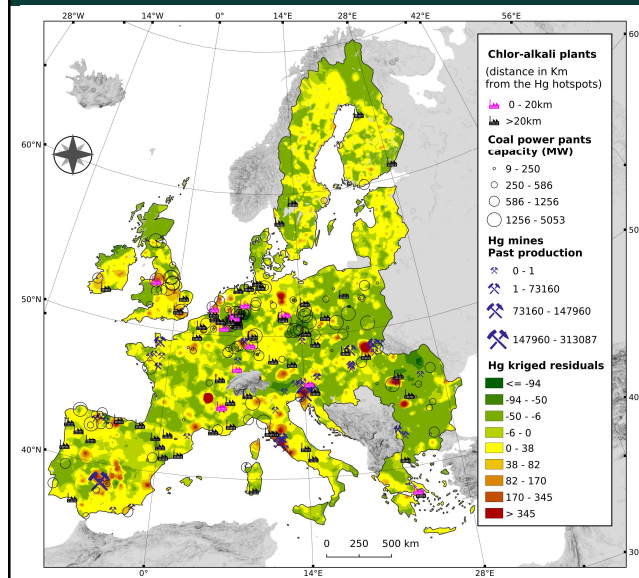 28°W 14°W 0° 14°E 28°E 42°E 56°E
60
60°N
50°N
50
40°N
40
30
0° 14°E 28°E
0 250 500 km
Chlor-alkali plants
(distance in Km
from the Hg hotspots)
0 - 20km
>20km
Coal power pants
capacity (MW)
9 - 250
250 - 586
586 - 1256
1256 - 5053
Hg mines
Past production
0 - 1
1 - 73160
73160 - 147960
147960 - 313087
Hg kriged residuals
<= -94
-94 - -50
-50 - -6
-6 - 0
0 - 38
38 - 82
82 - 170
170 - 345
> 345